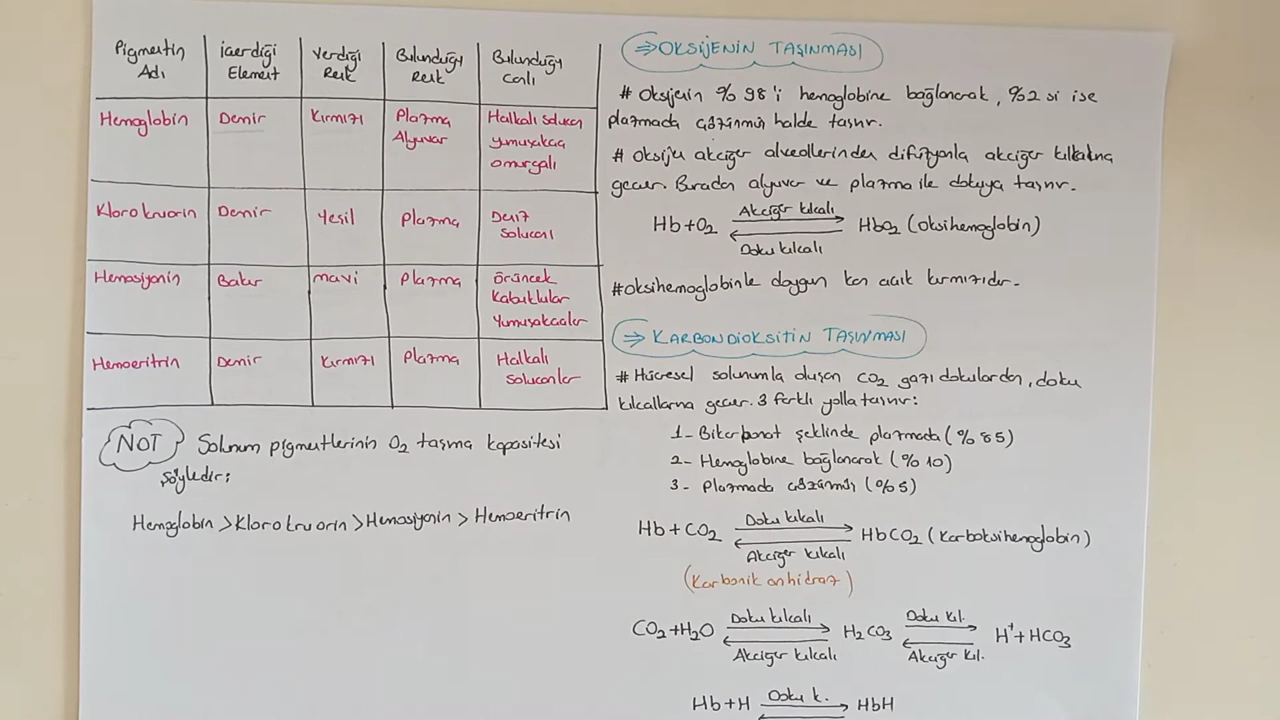 Pigmentin Adı | İçerdiği Element | Verdiği Renk | Bulunduğu Renk | Bulunduğu Canlı
Hemoglobin | Demir | Kırmızı | Plazma Alyuvar | Halkalı solucan yumuşakça omurgalı
Klorokruorin | Demir | Yeşil | Plazma | Deniz solucanı
Hemosiyanin | Bakır | mavi | Plazma | örümcek Kabuklular Yumuşakçalar
Hemoeritrin | Demir | Kırmızı | Plazma | Halkalı solucanlar
NOT Solunum pigmentlerinin O2 taşıma kapasitesi
şöyledir;
Hemoglobin > Klorokruorin > Hemosiyanin > Hemoeritrin
⇒ OKSİJENİN TAŞINMASI
# Oksijenin %98'i hemoglobine bağlanarak, %2 si ise
plazmada çözünmüş halde taşınır.
# Oksijen akciğer alveollerinden difüzyonla akciğer kılcalına
geçer. Burada alyuvar ve plazma ile dokuya taşınır.
Akciğer kılcalı
Hb+O2 HbO2 (oksihemoglobin)
Doku kılcalı
#oksihemoglobinle doygun kan açık kırmızıdır.
⇒ KARBONDİOKSİTİN TAŞINMASI
# Hücresel solunumla oluşan CO2 gazı dokulardan, doku
kılcallarına geçer. 3 farklı yolla taşınır:
1- Bikarbonat şeklinde plazmada (%85)
2- Hemoglobine bağlanarak (%10)
3- Plazmada çözünmüş (%5)
Doku kılcalı
Hb+CO2 HbCO2 (Karboksihemoglobin)
Akciğer kılcalı
(Karbonik anhidraz)
Doku kılcalı Doku kıl.
CO2+H2O H2CO3 H⁺+HCO3
Akciğer kılcalı Akciğer kıl.
Doku k.
Hb+H HbH